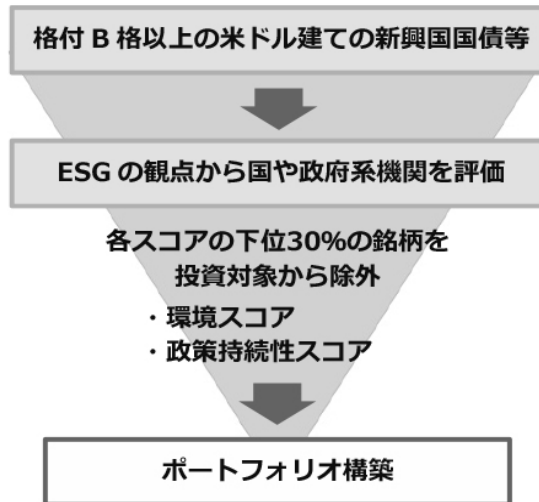 格付 B 格以上の米ドル建ての新興国国債等
ESG の観点から国や政府系機関を評価
各スコアの下位30%の銘柄を
投資対象から除外
・環境スコア
・政策持続性スコア
ポートフォリオ構築